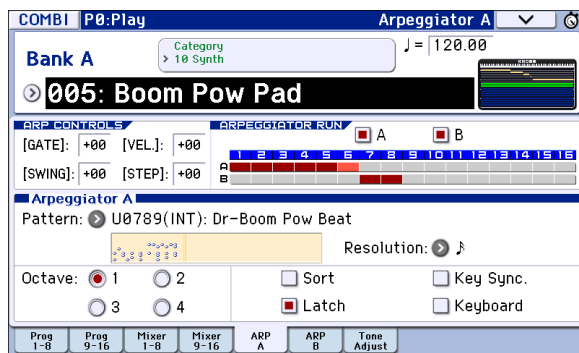 COMBI P0:Play Arpeggiator A
Bank A
Category
10 Synth
♩= 120.00
KROSS
005: Boom Pow Pad
ARP CONTROLS
[GATE]: +00 [VEL.]: +00
[SWING]: +00 [STEP]: +00
ARPEGGIATOR RUN A B
1 2 3 4 5 6 7 8 9 10 11 12 13 14 15 16
A
B
Arpeggiator A
Pattern: U0789(INT): Dr-Boom Pow Beat
Resolution: ♪
Octave: 1 2
3 4
Sort Key Sync.
Latch Keyboard
Prog 1-8
Prog 9-16
Mixer 1-8
Mixer 9-16
ARP A
ARP B
Tone Adjust